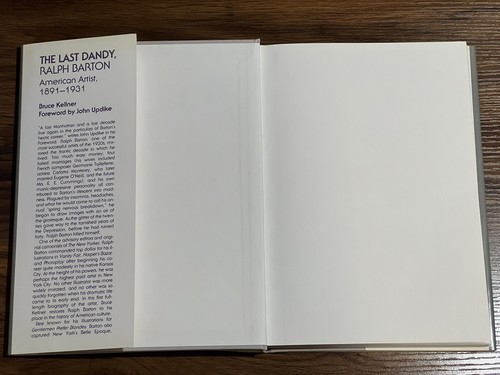 THE LAST DANDY,
RALPH BARTON
American Artist,
1891–1931
Bruce Kellner
Foreword by John Updike
"A lost Manhattan and a lost decade
live again in the particulars of Barton's
hectic career," writes John Updike in his
Foreword. Ralph Barton, one of the
most successful artists of the 1920s, mir-
rored the frantic decade in which he
lived. Too much easy money, four
failed marriages (his wives included
French composer Germaine Tailleferre,
actress Carlotta Monterey, who later
married Eugene O'Neill, and the future
Mrs. E. E. Cummings), and his own
manic-depressive personality all con-
tributed to Barton's descent into mad-
ness. Plagued by insomnia, headaches,
and what he came to call his an-
nual "spring nervous breakdown," he
began to draw images with an air of
the grotesque. As the glitter of the twen-
ties gave way to the tarnished years of
the Depression, before he had turned
forty, Ralph Barton killed himself.
One of the advisory editors and origi-
nal cartoonists of The New Yorker, Ralph
Barton commanded top dollar for his il-
lustrations in Vanity Fair, Harper's Bazar,
and Photoplay after beginning his ca-
reer quite modestly in his native Kansas
City. At the height of his powers, he was
perhaps the highest paid artist in New
York City. No other illustrator was more
widely imitated, and no other was so
quickly forgotten when his dramatic life
came to its early end. In this first full-
length biography of the artist, Bruce
Kellner restores Ralph Barton to his
place in the history of American culture.
Best known for his illustrations for
Gentlemen Prefer Blondes, Barton also
captured New York's Belle Epoque,